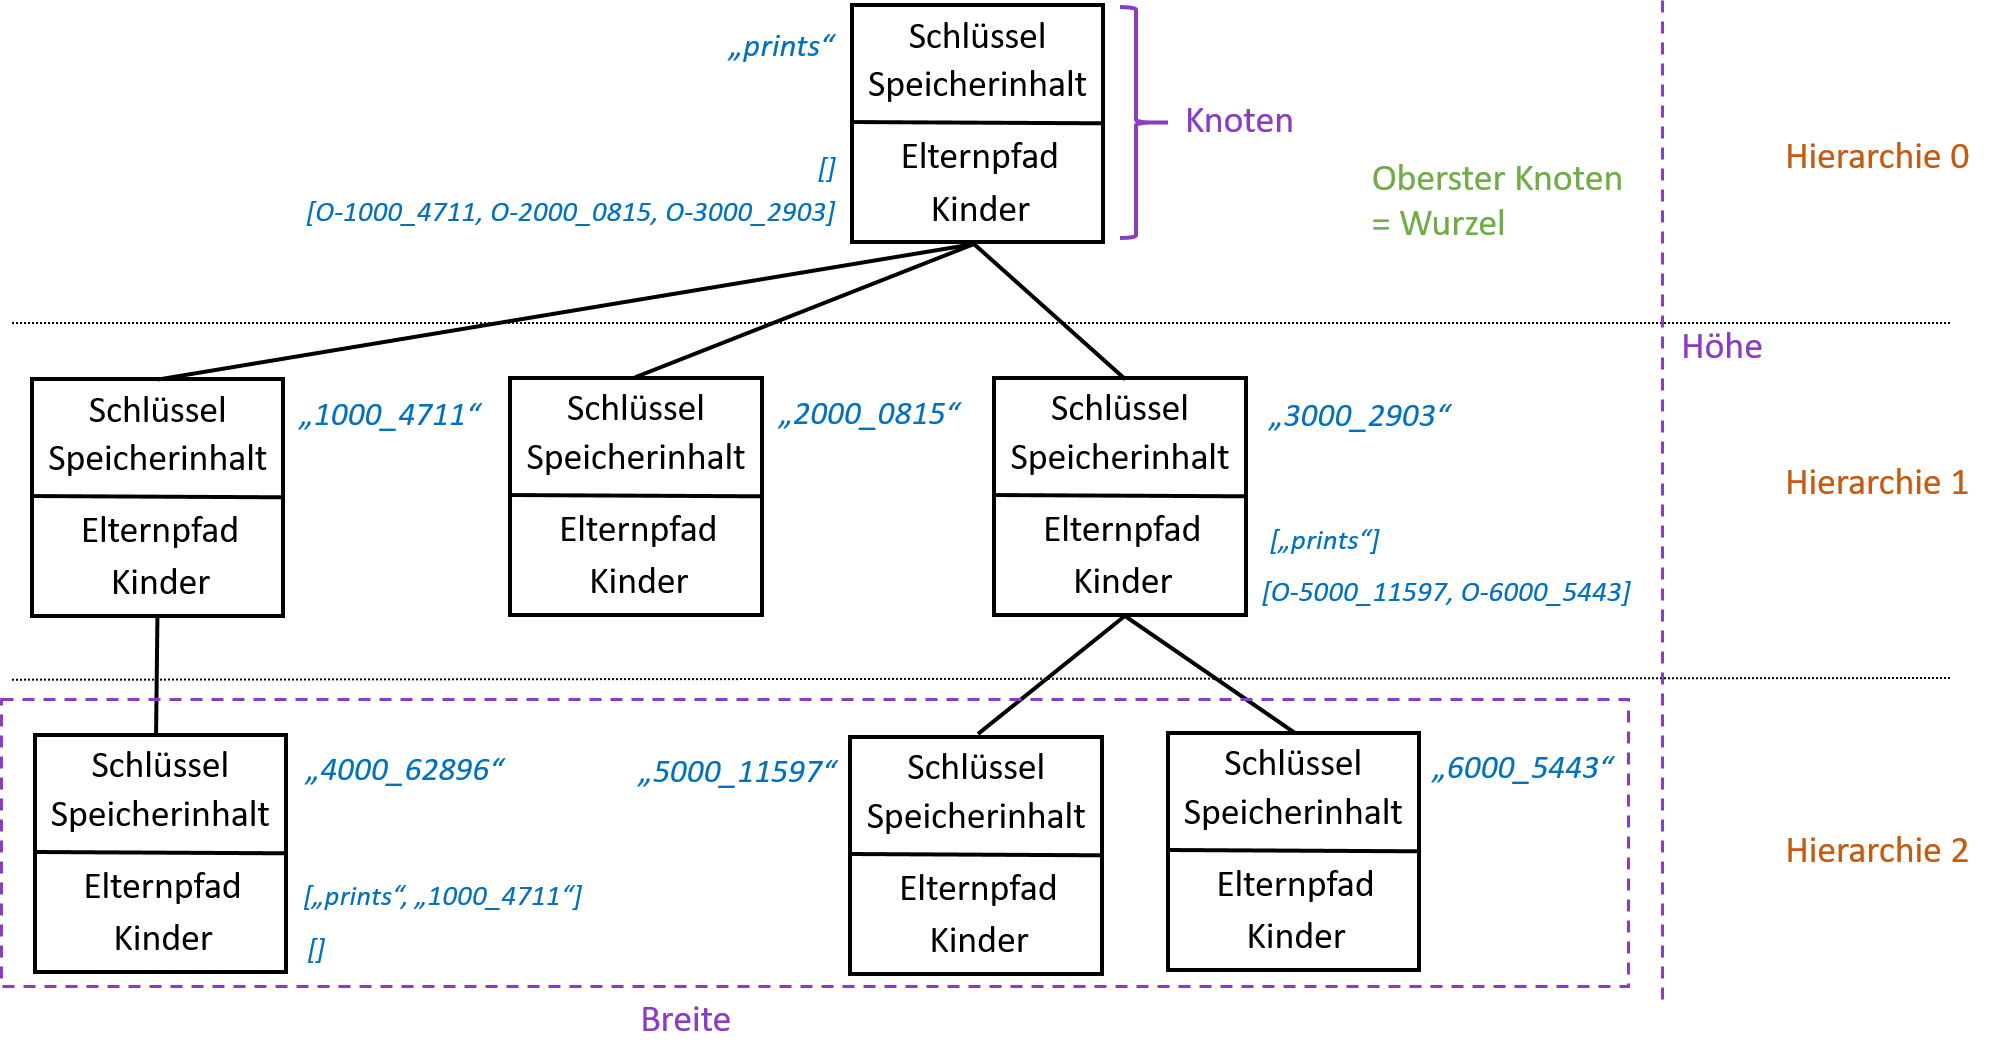 „prints“
Schlüssel
Speicherinhalt
Elternpfad
Kinder
[]
[O-1000_4711, O-2000_0815, O-3000_2903]
Knoten
Oberster Knoten
= Wurzel
Hierarchie 0
Höhe
Schlüssel
Speicherinhalt
Elternpfad
Kinder
„1000_4711“
Schlüssel
Speicherinhalt
Elternpfad
Kinder
„2000_0815“
Schlüssel
Speicherinhalt
Elternpfad
Kinder
„3000_2903“
[„prints“]
[O-5000_11597, O-6000_5443]
Hierarchie 1
Schlüssel
Speicherinhalt
Elternpfad
Kinder
„4000_62896“
[„prints“, „1000_4711“]
[]
„5000_11597“
Schlüssel
Speicherinhalt
Elternpfad
Kinder
Schlüssel
Speicherinhalt
Elternpfad
Kinder
„6000_5443“
Hierarchie 2
Breite